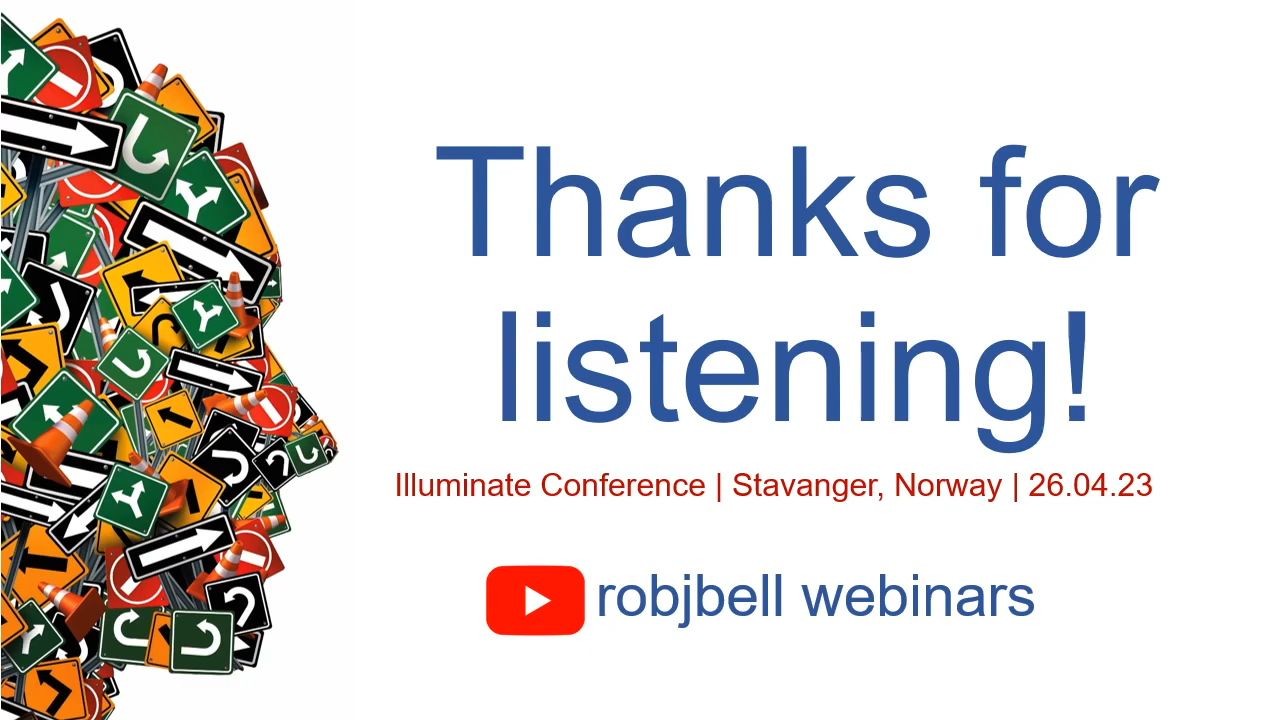 Thanks for
listening!
Illuminate Conference | Stavanger, Norway | 26.04.23
robjbell webinars